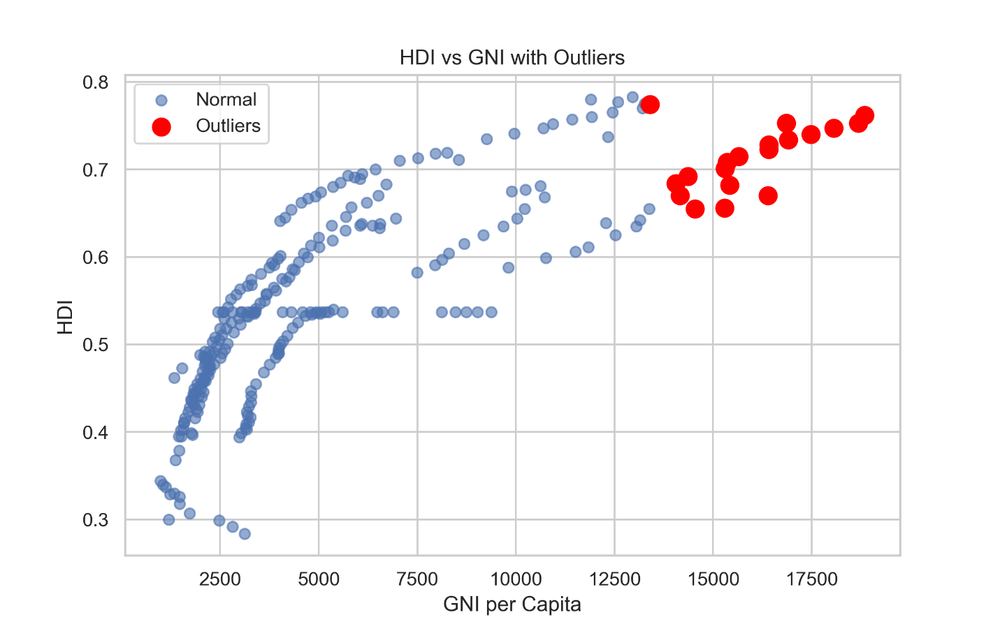 HDI vs GNI with Outliers
Normal
Outliers
0.8
0.7
0.6
0.5
0.4
0.3
HDI
2500 5000 7500 10000 12500 15000 17500
GNI per Capita